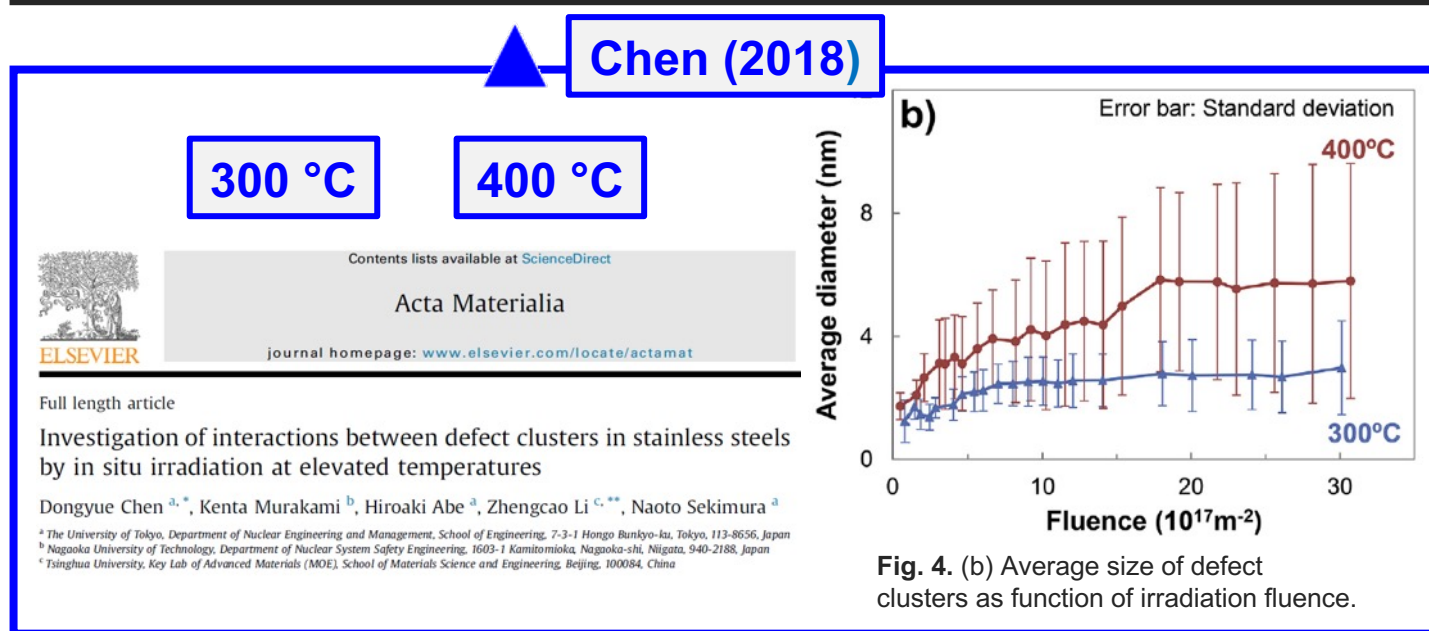 Chen (2018)
300 °C
400 °C
Contents lists available at ScienceDirect
Acta Materialia
journal homepage: www.elsevier.com/locate/actamat
ELSEVIER
Full length article
Investigation of interactions between defect clusters in stainless steels
by in situ irradiation at elevated temperatures
Dongyue Chen a, *, Kenta Murakami b, Hiroaki Abe a, Zhengcao Li c, **, Naoto Sekimura a
a The University of Tokyo, Department of Nuclear Engineering and Management, School of Engineering, 7-3-1 Hongo Bunkyo-ku, Tokyo, 113-8656, Japan
b Nagaoka University of Technology, Department of Nuclear System Safety Engineering, 1603-1 Kamitomioka, Nagaoka-shi, Niigata, 940-2188, Japan
c Tsinghua University, Key Lab of Advanced Materials (MOE), School of Materials Science and Engineering, Beijing, 100084, China
b)
Error bar: Standard deviation
400ºC
300ºC
Average diameter (nm)
8
4
0
0 10 20 30
Fluence (10¹⁷m⁻²)
Fig. 4. (b) Average size of defect
clusters as function of irradiation fluence.